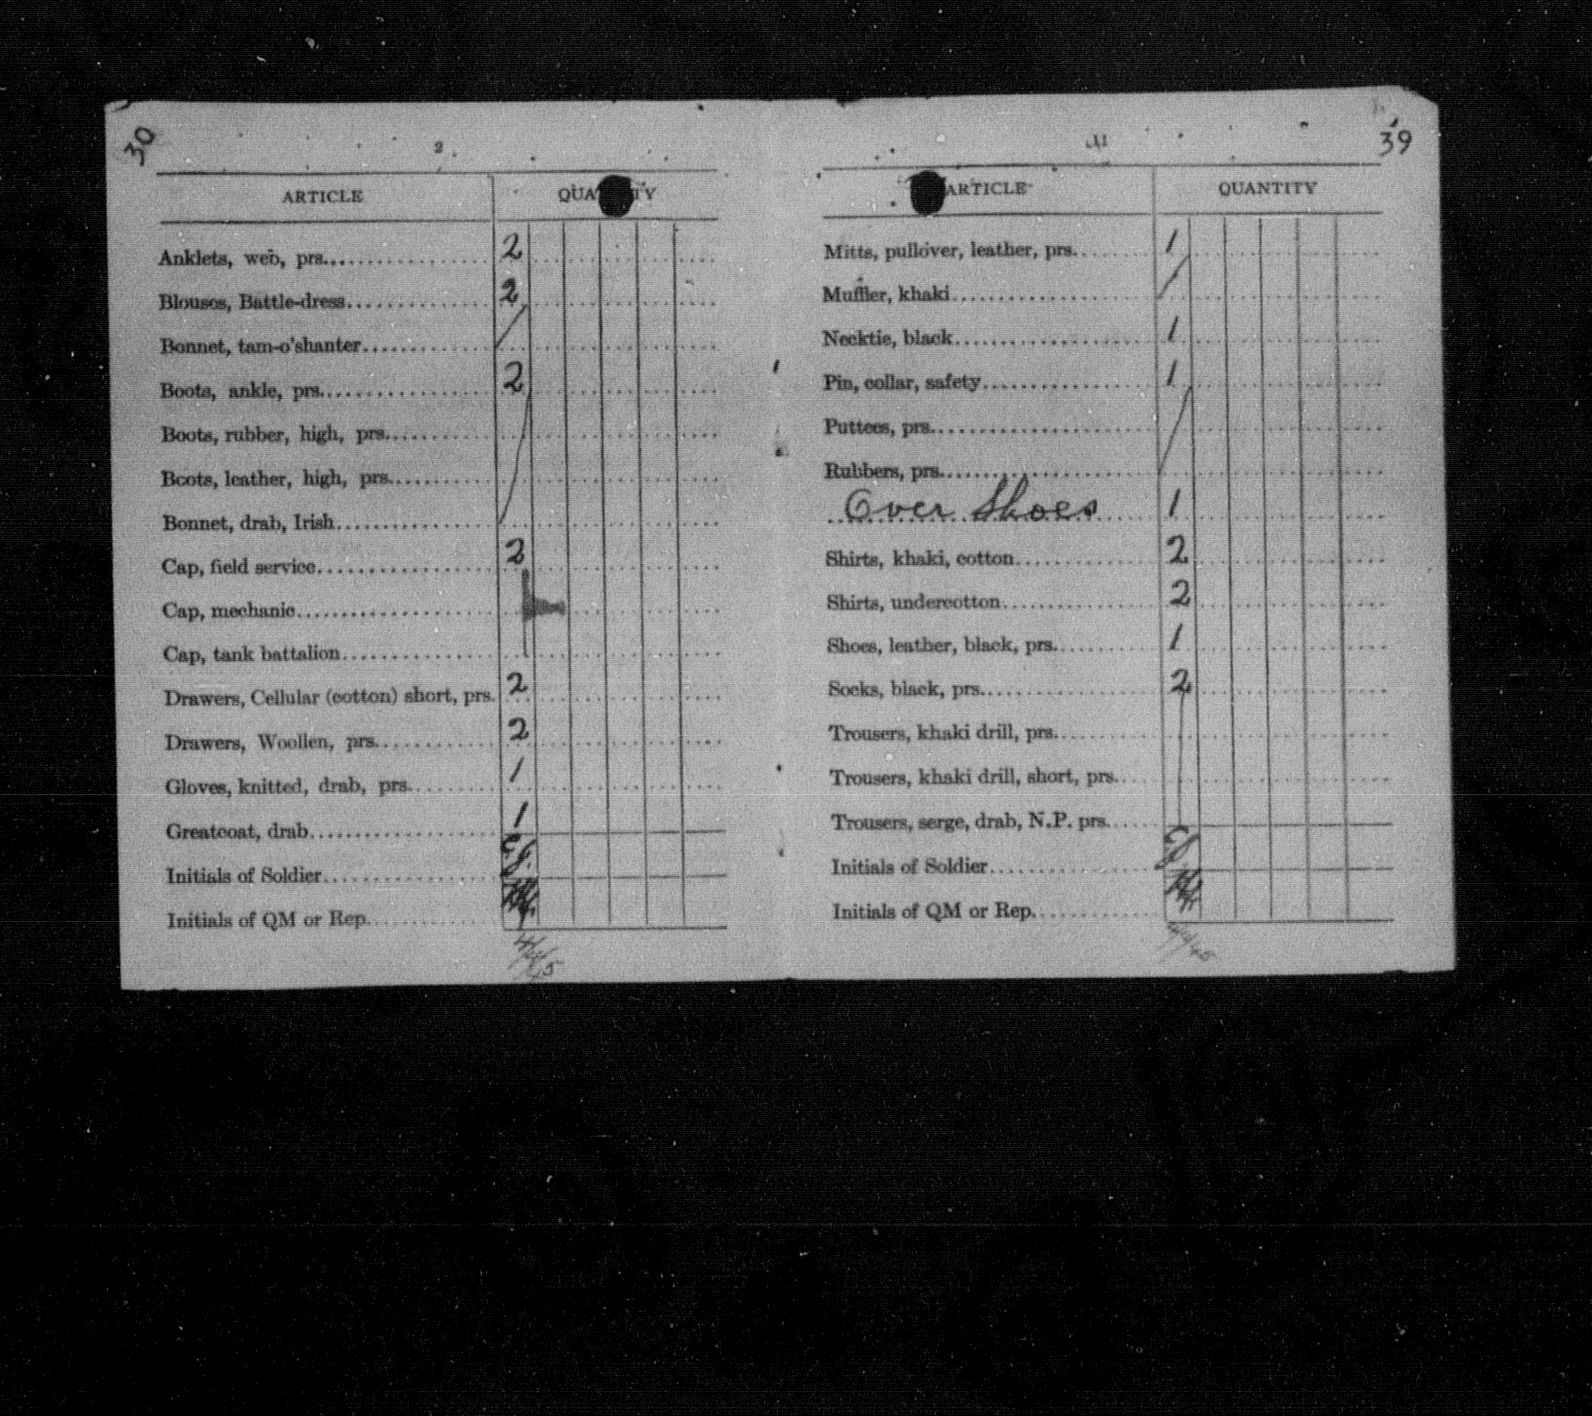 30
2
ARTICLE QUANTITY
Anklets, web, prs. 2
Blouses, Battle-dress 2
Bonnet, tam-o'shanter
Boots, ankle, prs. 2
Boots, rubber, high, prs.
Boots, leather, high, prs.
Bonnet, drab, Irish
Cap, field service 2
Cap, mechanic
Cap, tank battalion
Drawers, Cellular (cotton) short, prs. 2
Drawers, Woollen, prs. 2
Gloves, knitted, drab, prs. 1
Greatcoat, drab 1
Initials of Soldier
Initials of QM or Rep.
4/4/45
39
11
ARTICLE QUANTITY
Mitts, pullover, leather, prs. 1
Muffler, khaki
Necktie, black 1
Pin, collar, safety 1
Puttees, prs.
Rubbers, prs.
Over Shoes 1
Shirts, khaki, cotton 2
Shirts, undercotton 2
Shoes, leather, black, prs. 1
Socks, black, prs. 2
Trousers, khaki drill, prs.
Trousers, khaki drill, short, prs.
Trousers, serge, drab, N.P. prs.
Initials of Soldier
Initials of QM or Rep.
4/4/45